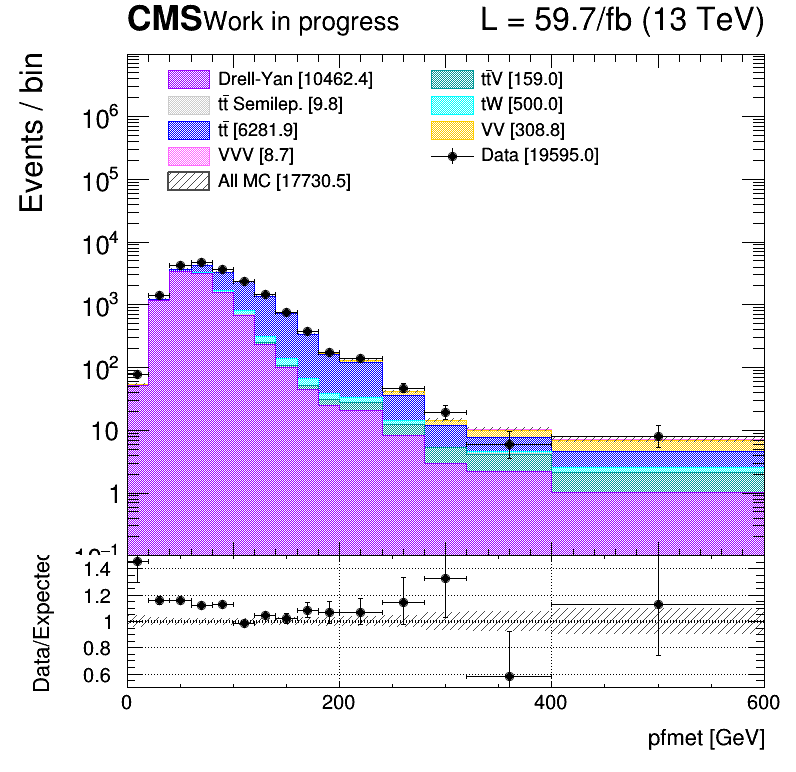 CMS Work in progress L = 59.7/fb (13 TeV)
Events / bin
Drell-Yan [10462.4] tt̄V [159.0]
tt̄ Semilep. [9.8] tW [500.0]
tt̄ [6281.9] VV [308.8]
VVV [8.7] Data [19595.0]
All MC [17730.5]
10⁶
10⁵
10⁴
10³
10²
10
1
10⁻¹
Data/Expected
1.4
1.2
1
0.8
0.6
0 200 400 600
pfmet [GeV]